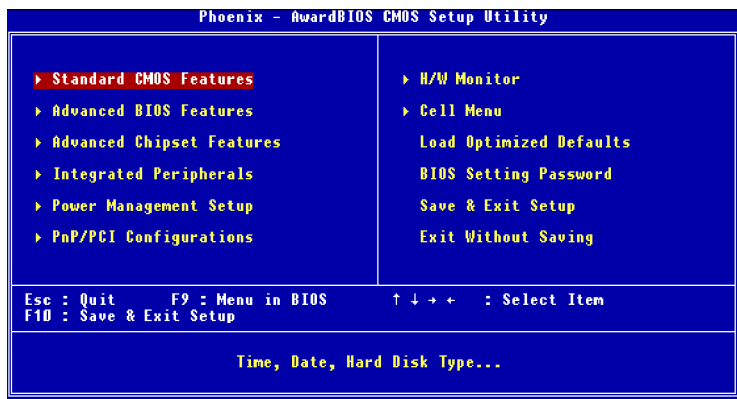 Phoenix - AwardBIOS CMOS Setup Utility
▸ Standard CMOS Features
▸ Advanced BIOS Features
▸ Advanced Chipset Features
▸ Integrated Peripherals
▸ Power Management Setup
▸ PnP/PCI Configurations
▸ H/W Monitor
▸ Cell Menu
Load Optimized Defaults
BIOS Setting Password
Save & Exit Setup
Exit Without Saving
Esc : Quit F9 : Menu in BIOS ↑ ↓ → ← : Select Item
F10 : Save & Exit Setup
Time, Date, Hard Disk Type...